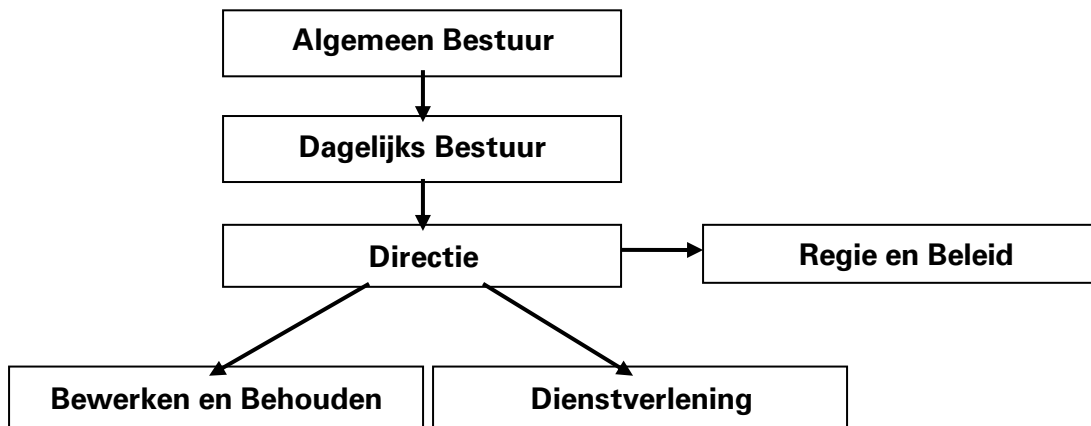 Algemeen Bestuur
Dagelijks Bestuur
Directie
Regie en Beleid
Bewerken en Behouden
Dienstverlening